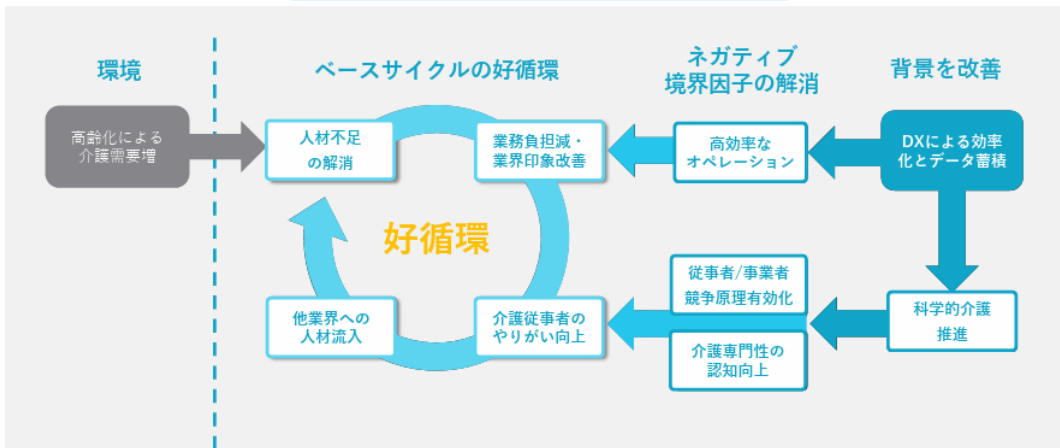 環境
ベースサイクルの好循環
ネガティブ
境界因子の解消
背景を改善
高齢化による
介護需要増
人材不足
の解消
業務負担減・
業界印象改善
高効率な
オペレーション
DXによる効率
化とデータ蓄積
好循環
他業界への
人材流入
介護従事者の
やりがい向上
従事者/事業者
競争原理有効化
介護専門性の
認知向上
科学的介護
推進